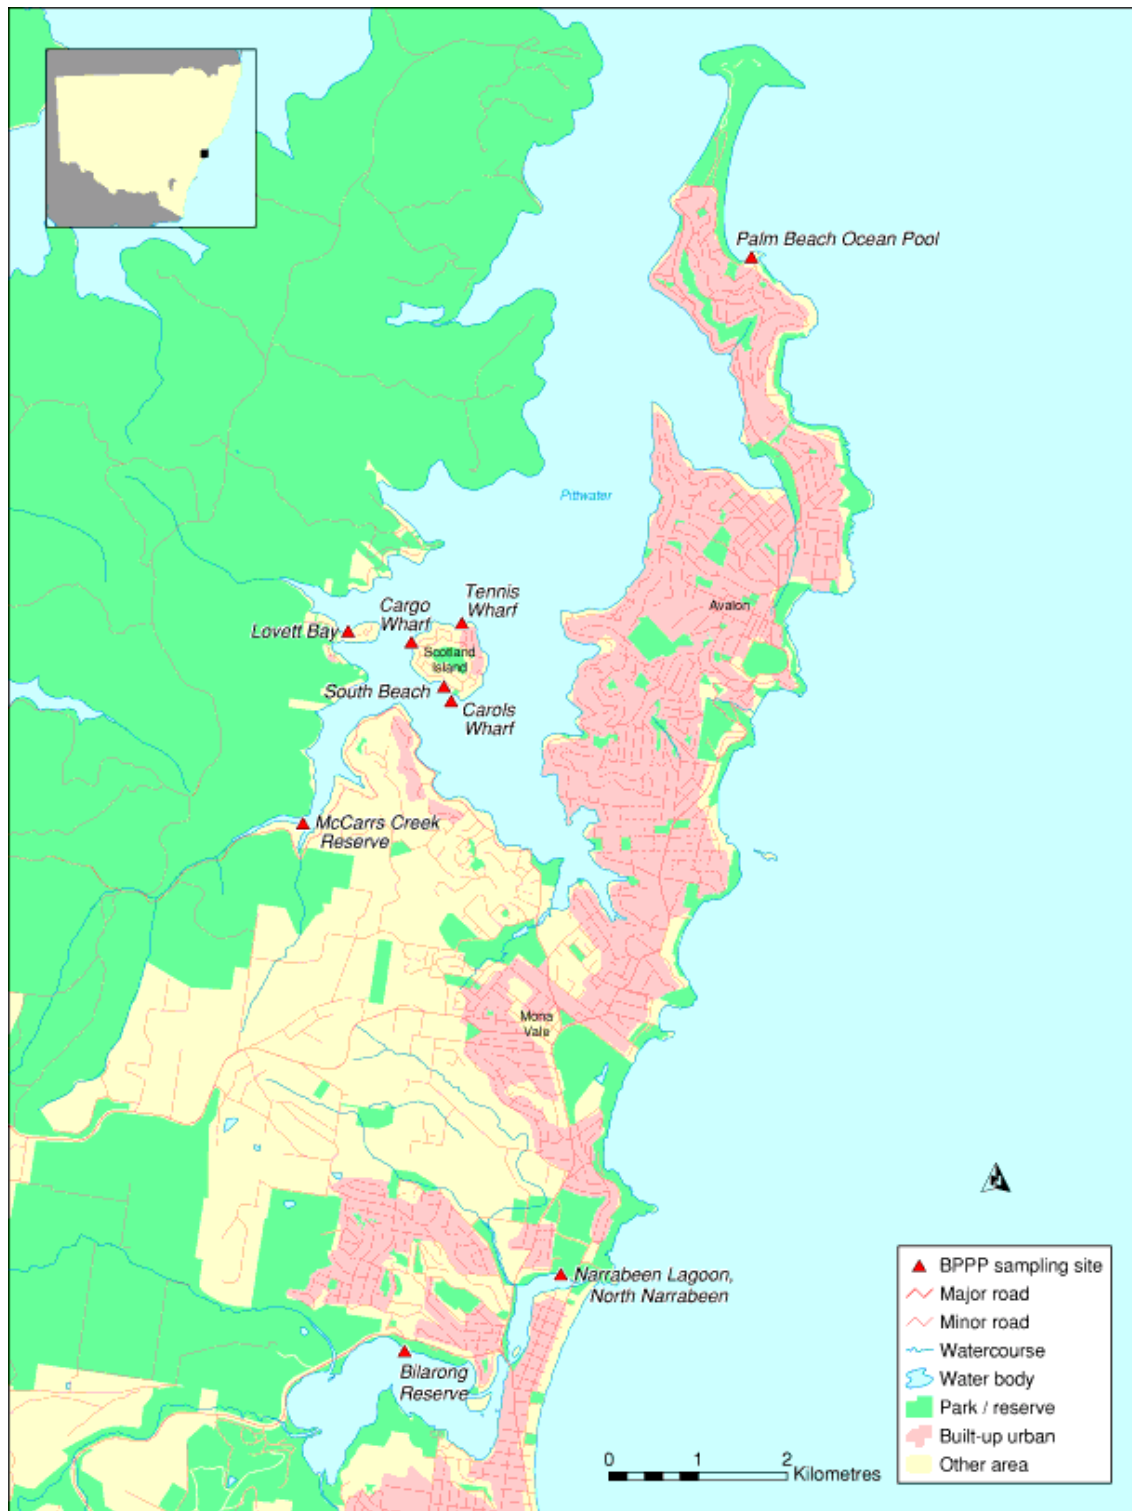 Palm Beach Ocean Pool
Pittwater
Avalon
Tennis
Wharf
Cargo
Wharf
Lovett Bay
Scotland
Island
South Beach
Carols
Wharf
McCarrs Creek
Reserve
Mona
Vale
Narrabeen Lagoon,
North Narrabeen
Bilarong
Reserve
N
BPPP sampling site
Major road
Minor road
Watercourse
Water body
Park / reserve
Built-up urban
Other area
0 1 2
Kilometres